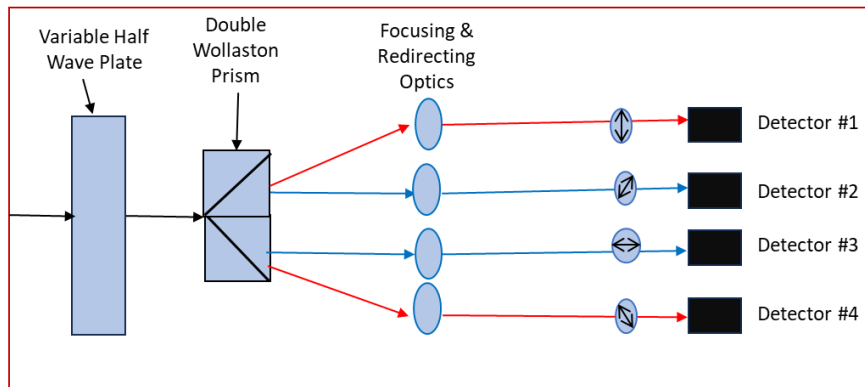 Variable Half
Wave Plate
Double
Wollaston
Prism
Focusing &
Redirecting
Optics
Detector #1
Detector #2
Detector #3
Detector #4